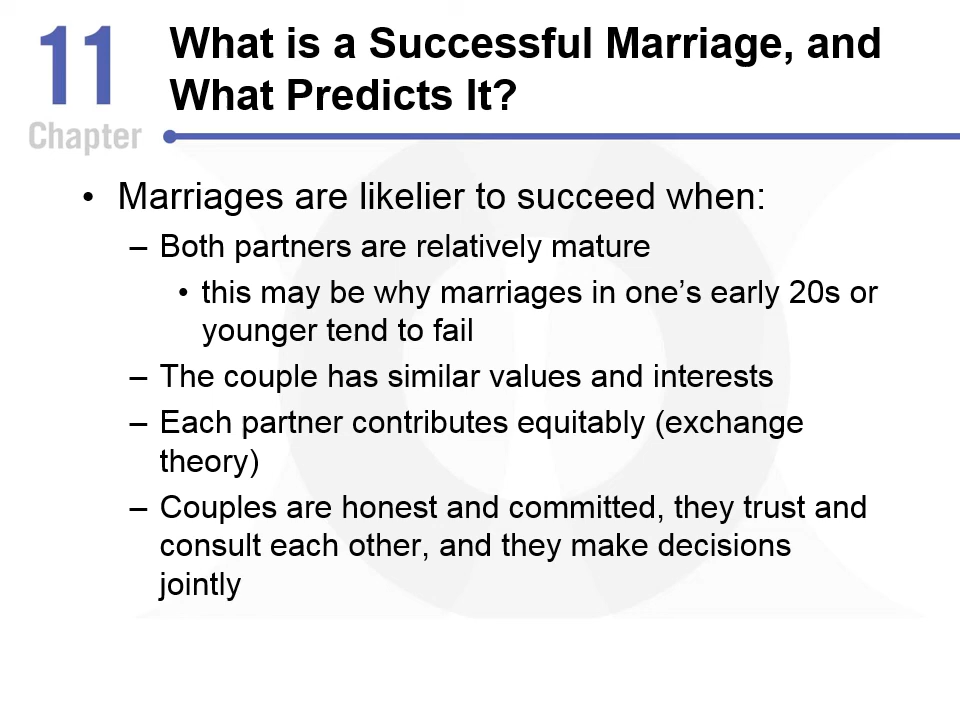 11
Chapter
What is a Successful Marriage, and
What Predicts It?
• Marriages are likelier to succeed when:
– Both partners are relatively mature
• this may be why marriages in one’s early 20s or
younger tend to fail
– The couple has similar values and interests
– Each partner contributes equitably (exchange
theory)
– Couples are honest and committed, they trust and
consult each other, and they make decisions
jointly